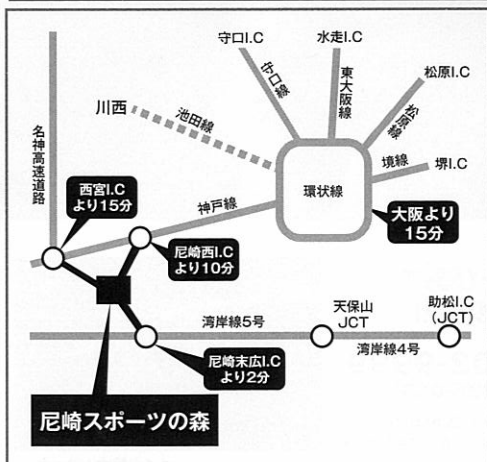 守口I.C
水走I.C
松原I.C
守口線
東大阪線
松原線
川西
池田線
境線
堺I.C
環状線
名神高速道路
西宮I.C
より15分
神戸線
大阪より
15分
尼崎西I.C
より10分
天保山
JCT
助松I.C
(JCT)
湾岸線5号
湾岸線4号
尼崎末広I.C
より2分
尼崎スポーツの森